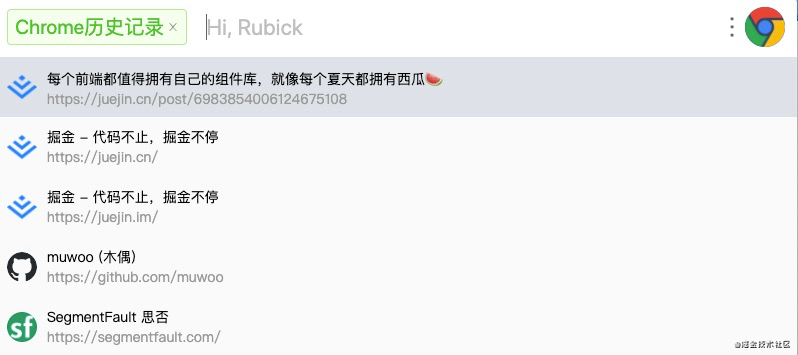 Chrome历史记录 ×
Hi, Rubick
每个前端都值得拥有自己的组件库，就像每个夏天都拥有西瓜🍉
https://juejin.cn/post/6983854006124675108
掘金 - 代码不止，掘金不停
https://juejin.cn/
掘金 - 代码不止，掘金不停
https://juejin.im/
muwoo (木偶)
https://github.com/muwoo
sf
SegmentFault 思否
https://segmentfault.com/
@掘金技术社区